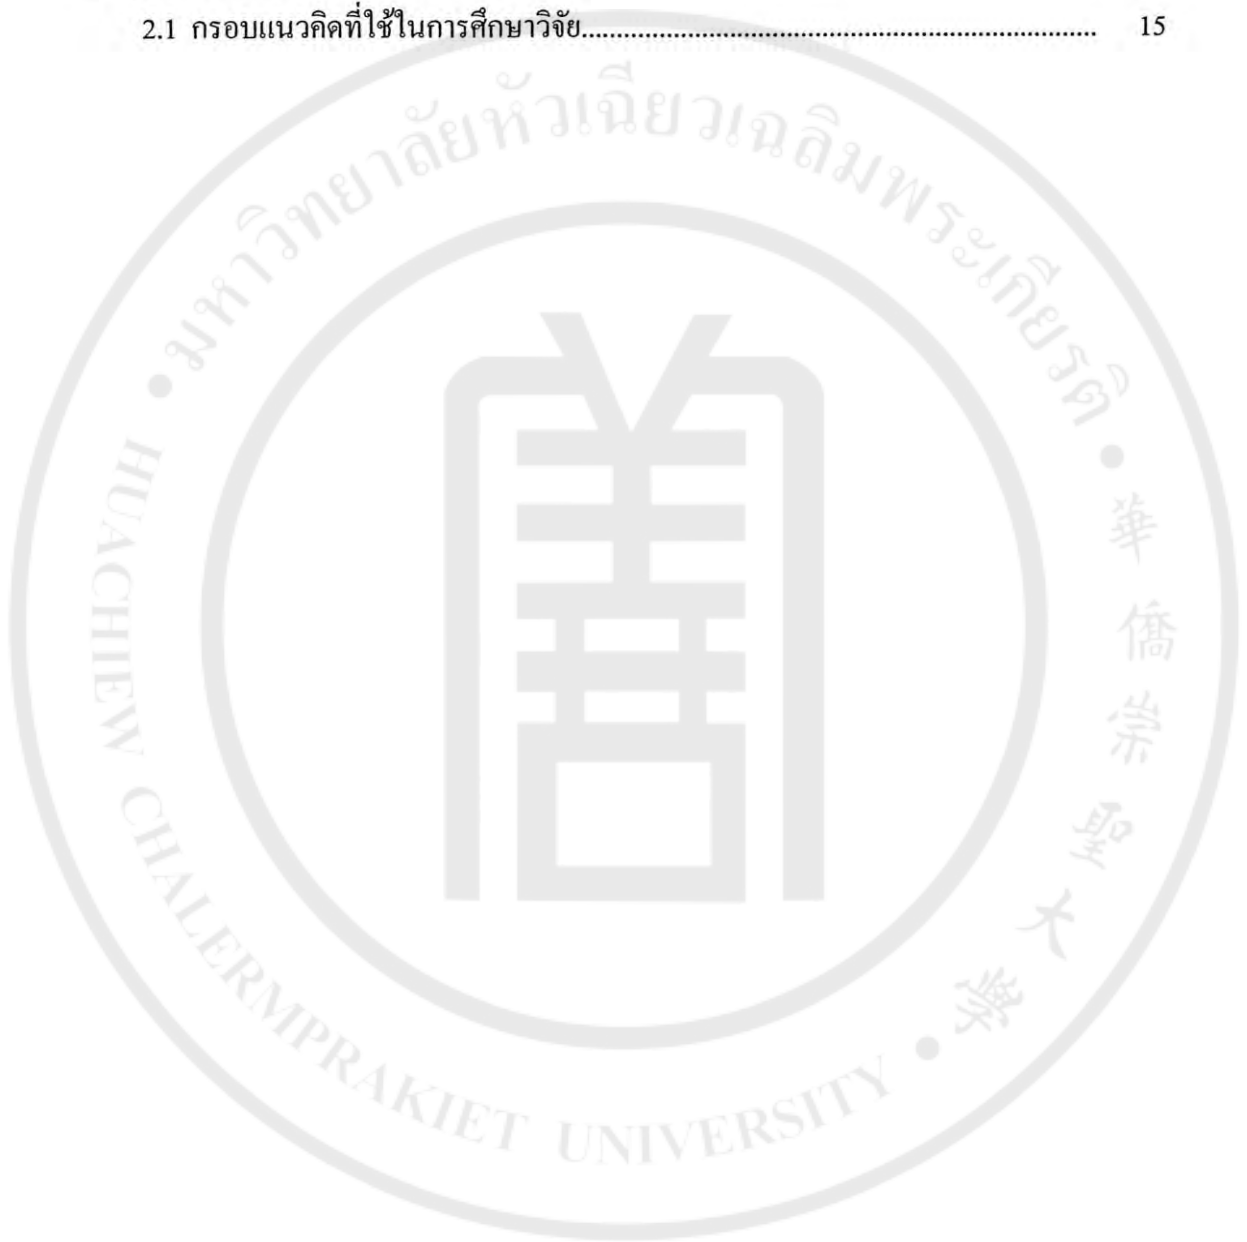 2.1 กรอบแนวคิดที่ใช้ในการศึกษาวิจัย................................................................................. 15
• มหาวิทยาลัยหัวเฉียวเฉลิมพระเกียรติ •
華僑崇聖大學
HUACHIEW CHALERMPRAKIET UNIVERSITY •